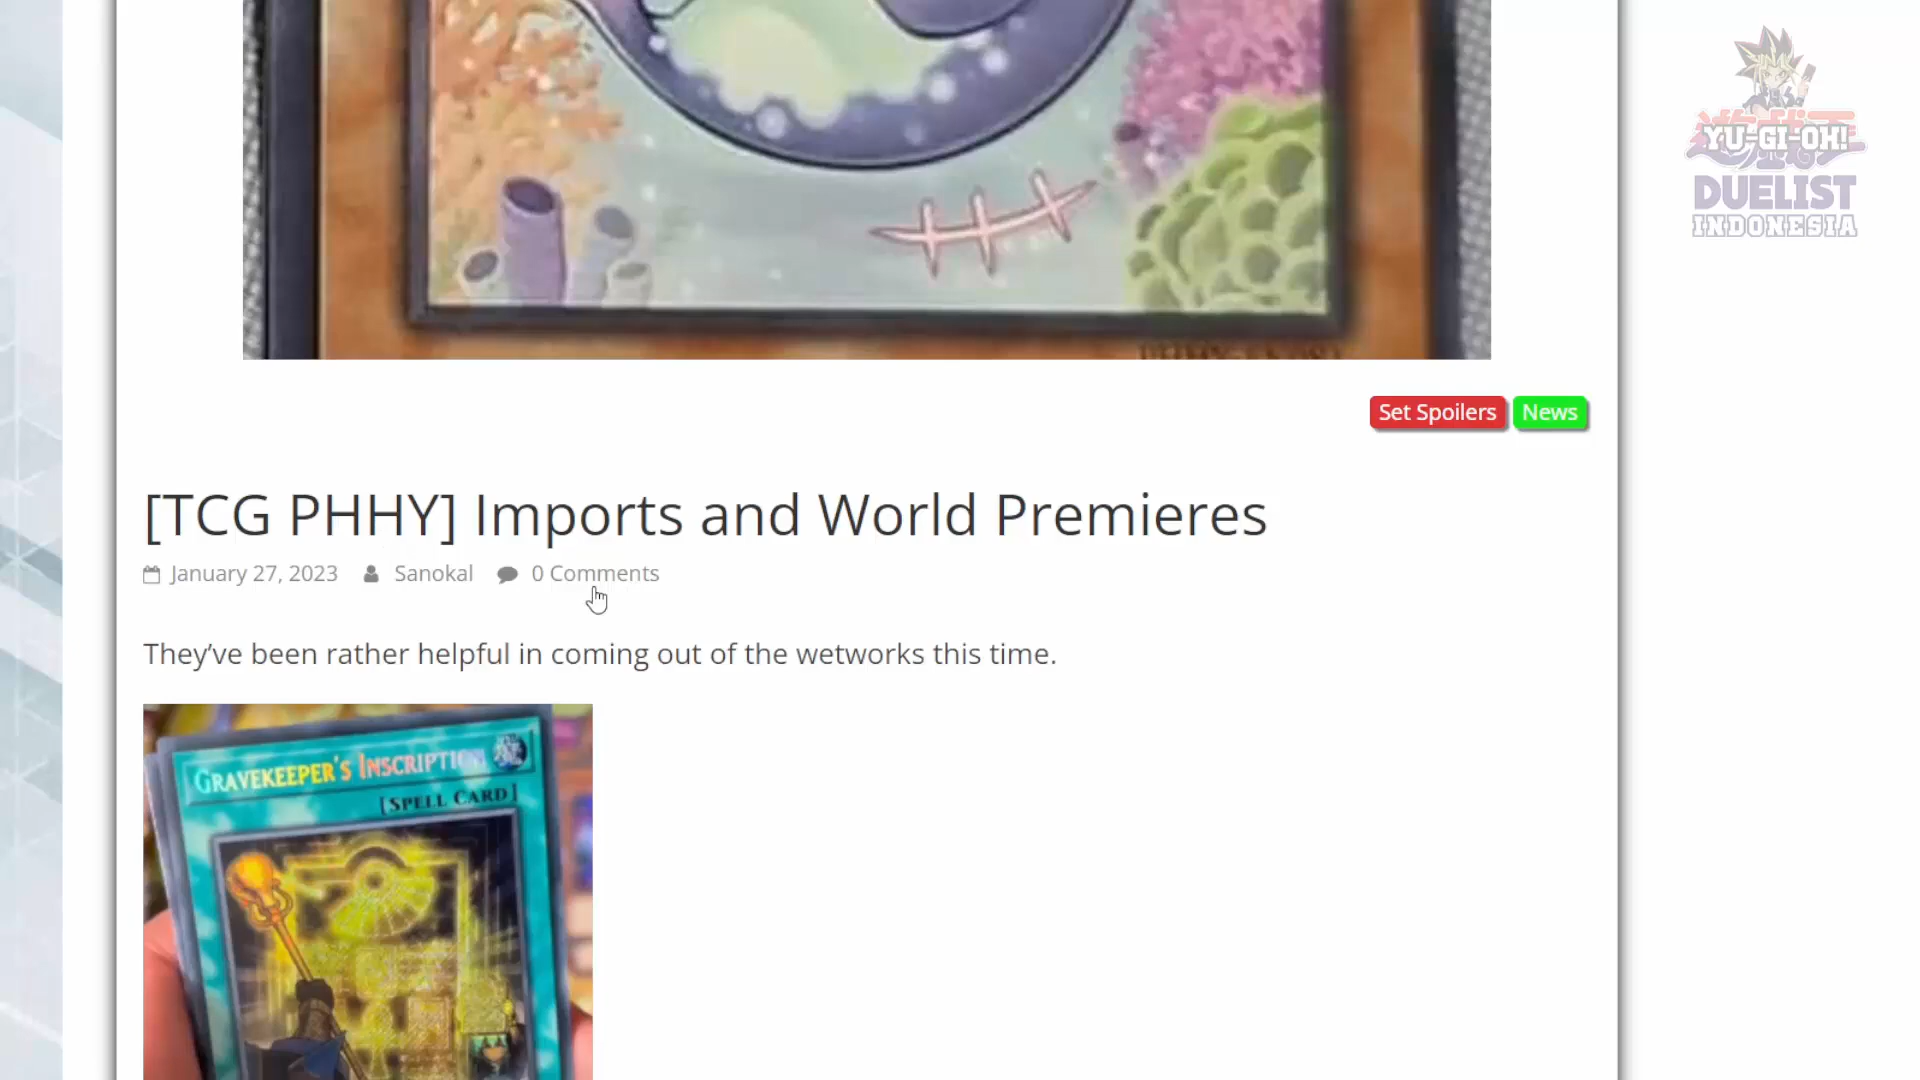 YU-GI-OH!
DUELIST
INDONESIA
Set Spoilers
News
[TCG PHHY] Imports and World Premieres
January 27, 2023 Sanokal 0 Comments
They’ve been rather helpful in coming out of the wetworks this time.
GRAVEKEEPER'S INSCRIPTION
[SPELL CARD]